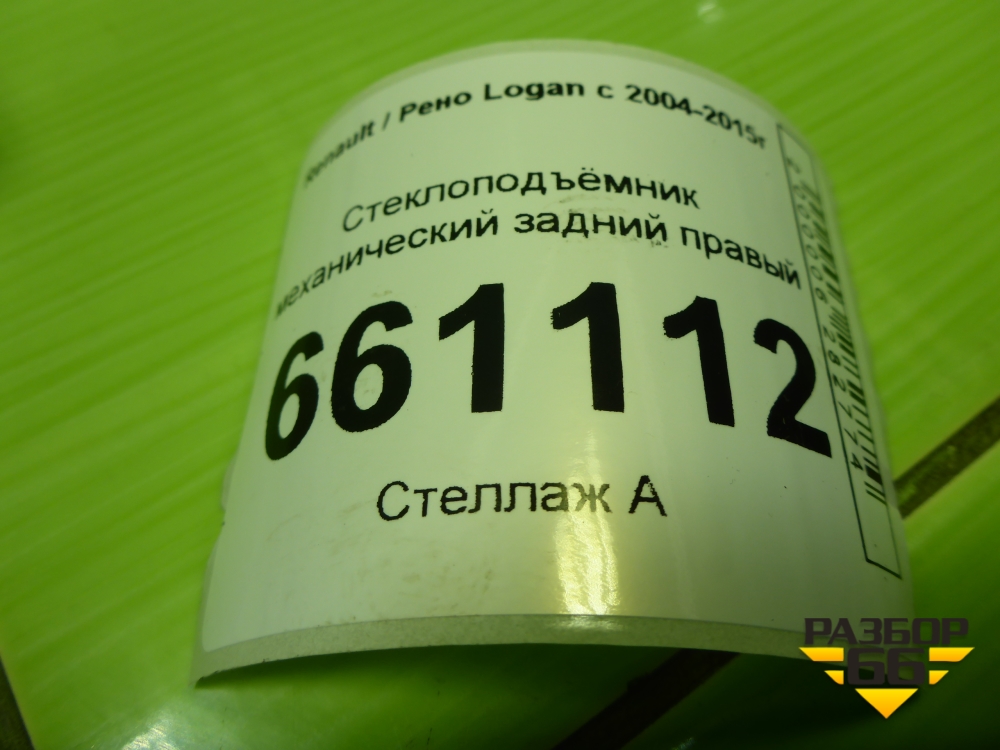 Renault / Рено Logan с 2004-2015г
Стеклоподъёмник
механический задний правый
661112
Стеллаж А
РАЗБОР
66